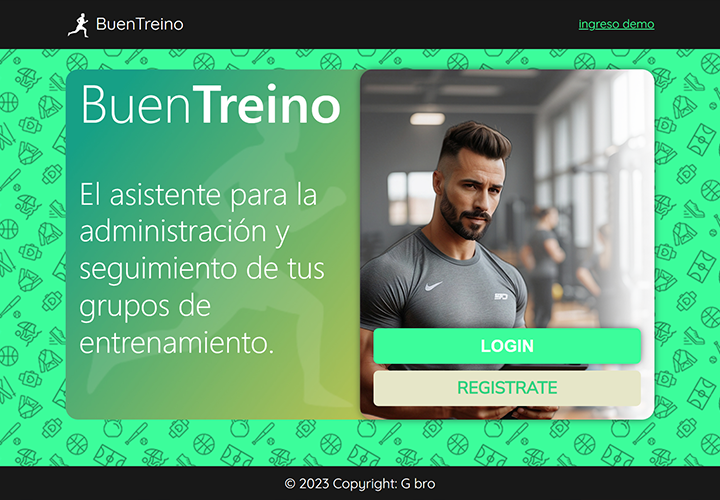 BuenTreino
ingreso demo
BuenTreino
El asistente para la
administración y
seguimiento de tus
grupos de
entrenamiento.
LOGIN
REGISTRATE
© 2023 Copyright: G bro